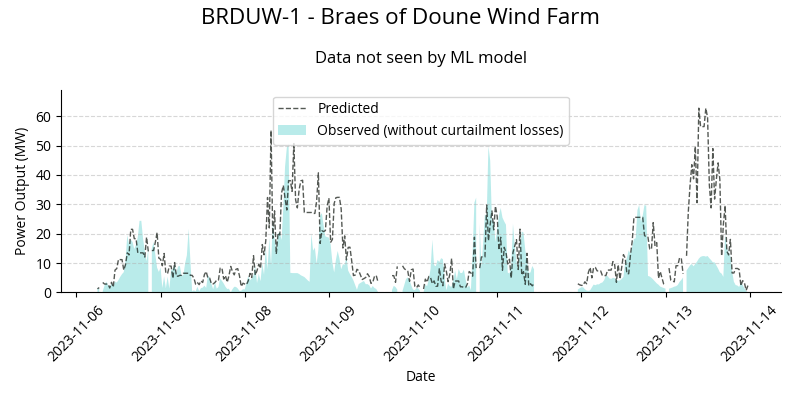 BRDUW-1 - Braes of Doune Wind Farm
Data not seen by ML model
Predicted
Observed (without curtailment losses)
Power Output (MW)
60
50
40
30
20
10
0
2023-11-06
2023-11-07
2023-11-08
2023-11-09
2023-11-10
2023-11-11
2023-11-12
2023-11-13
2023-11-14
Date